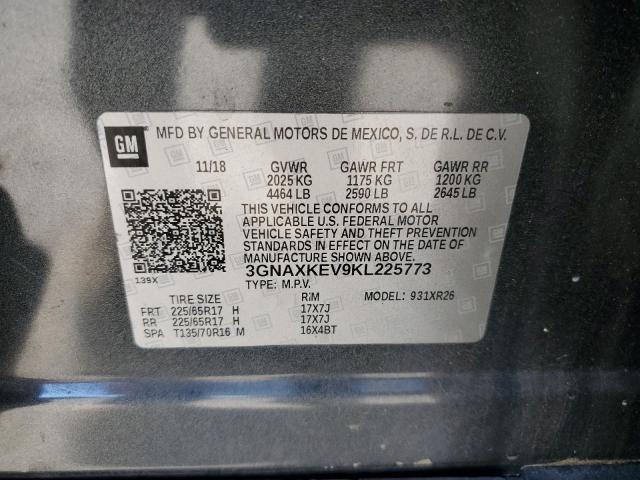 GM
MFD BY GENERAL MOTORS DE MEXICO, S. DE R.L. DE C.V.
11/18 GVWR GAWR FRT GAWR RR
2025 KG 1175 KG 1200 KG
4464 LB 2590 LB 2645 LB
THIS VEHICLE CONFORMS TO ALL
APPLICABLE U.S. FEDERAL MOTOR
VEHICLE SAFETY AND THEFT PREVENTION
STANDARDS IN EFFECT ON THE DATE OF
MANUFACTURE SHOWN ABOVE.
3GNAXKEV9KL225773
139X
TYPE: M.P.V. MODEL: 931XR26
TIRE SIZE RIM
FRT 225/65R17 H 17X7J
RR 225/65R17 H 17X7J
SPA T135/70R16 M 16X4BT